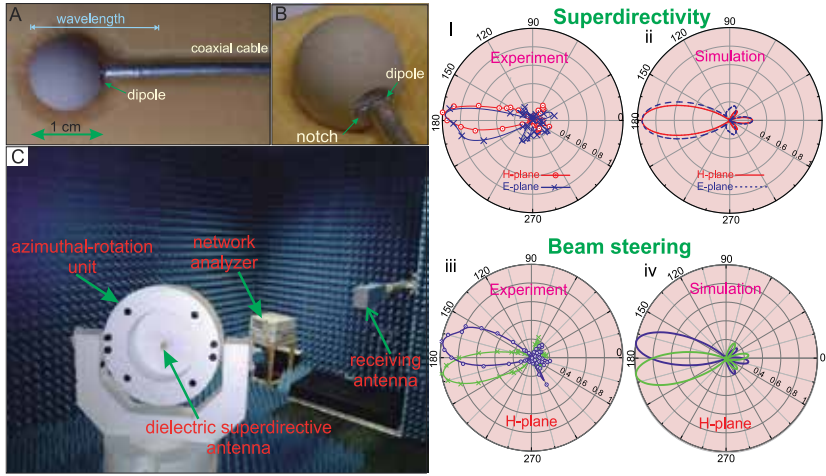 A
wavelength
coaxial cable
dipole
1 cm
B
dipole
notch
C
azimuthal-rotation
unit
network
analyzer
receiving
antenna
dielectric superdirective
antenna
Superdirectivity
i
90
120
150
180
Experiment
0.4 0.6 0.8 1
0
H-plane
E-plane
270
ii
90
120
150
180
Simulation
0.4 0.6 0.8 1
0
H-plane
E-plane
270
Beam steering
iii
90
120
150
180
Experiment
0.4 0.6 0.8 1
0
H-plane
270
iv
90
120
150
180
Simulation
0.4 0.6 0.8 1
0
H-plane
270